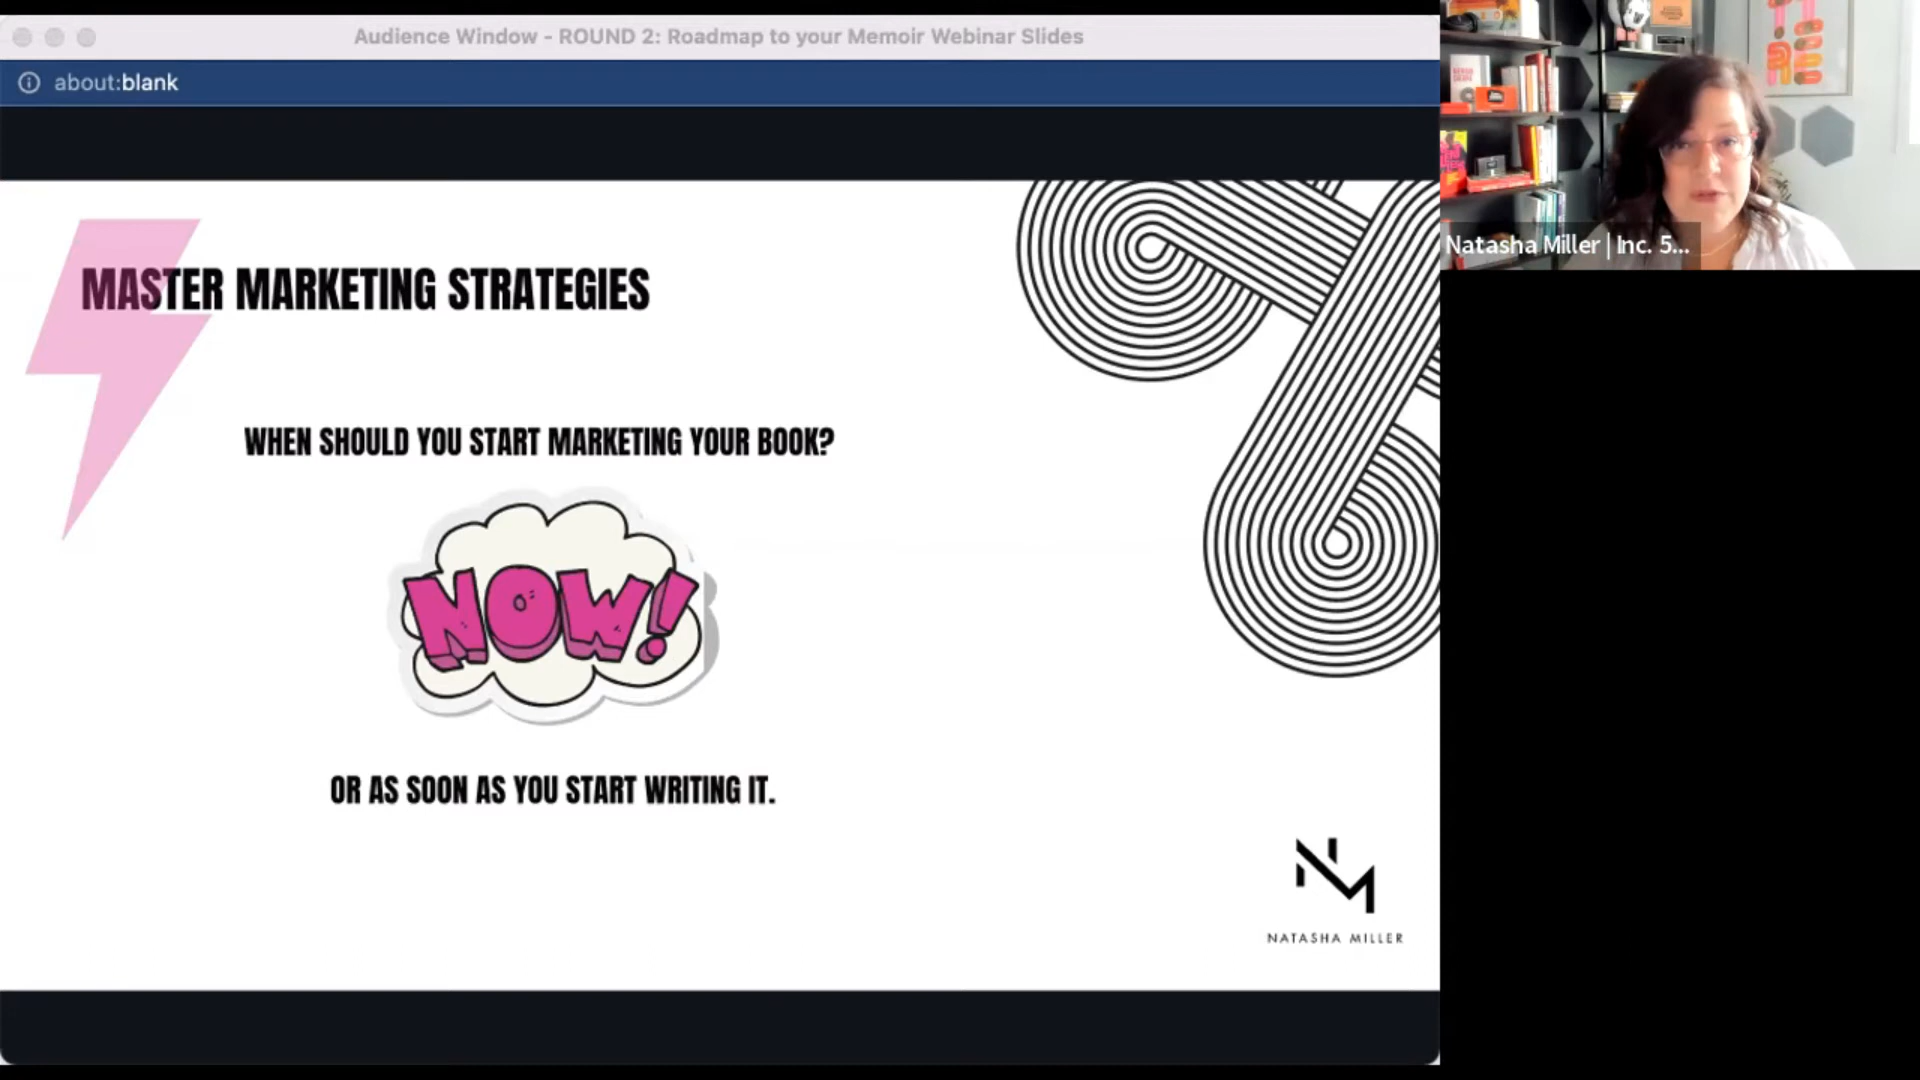 Audience Window - ROUND 2: Roadmap to your Memoir Webinar Slides
about:blank
MASTER MARKETING STRATEGIES
WHEN SHOULD YOU START MARKETING YOUR BOOK?
NOW!
OR AS SOON AS YOU START WRITING IT.
NM
NATASHA MILLER
Natasha Miller | Inc. 5...